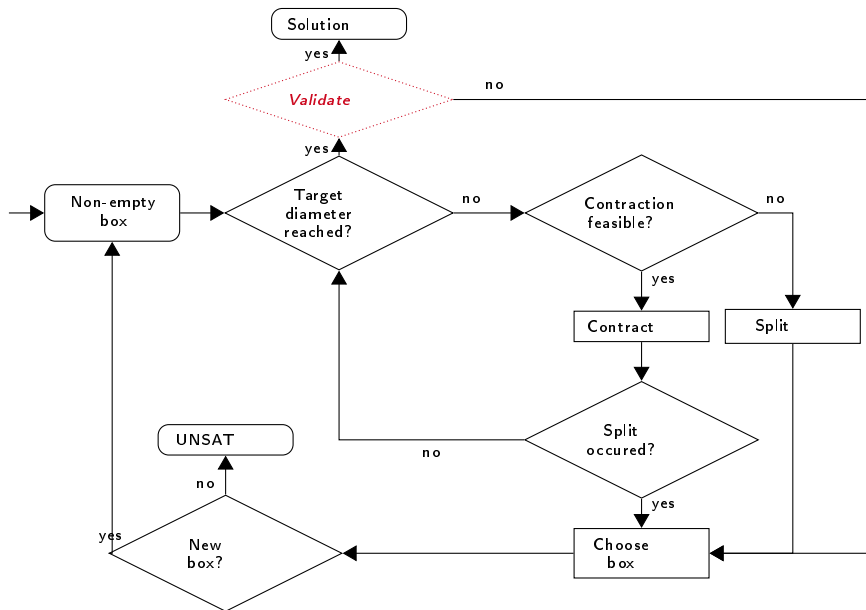 Solution
yes
Validate
no
yes
Non-empty
box
Target
diameter
reached?
no
Contraction
feasible?
no
yes
Contract
Split
Split
occured?
no
UNSAT
no
yes
yes
New
box?
Choose
box